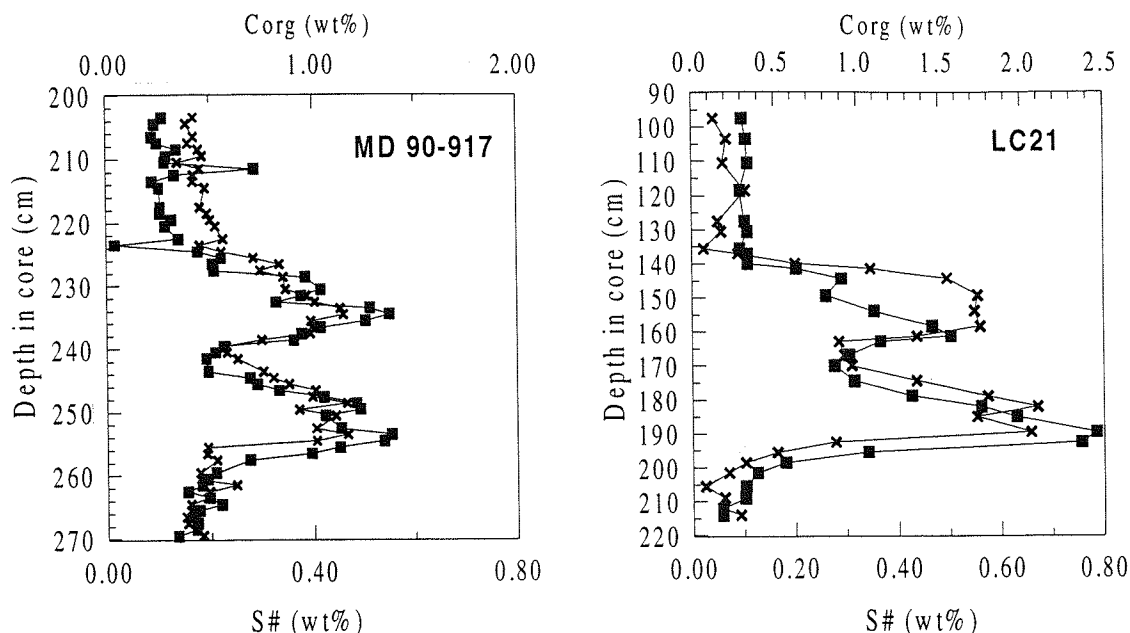 Corg (wt%)
0.00 1.00 2.00
200
210
220
230
240
250
260
270
Depth in core (cm)
MD 90-917
0.00 0.40 0.80
S# (wt%)
Corg (wt%)
0.0 0.5 1.0 1.5 2.0 2.5
90
100
110
120
130
140
150
160
170
180
190
200
210
220
Depth in core (cm)
LC21
0.00 0.20 0.40 0.60 0.80
S# (wt%)